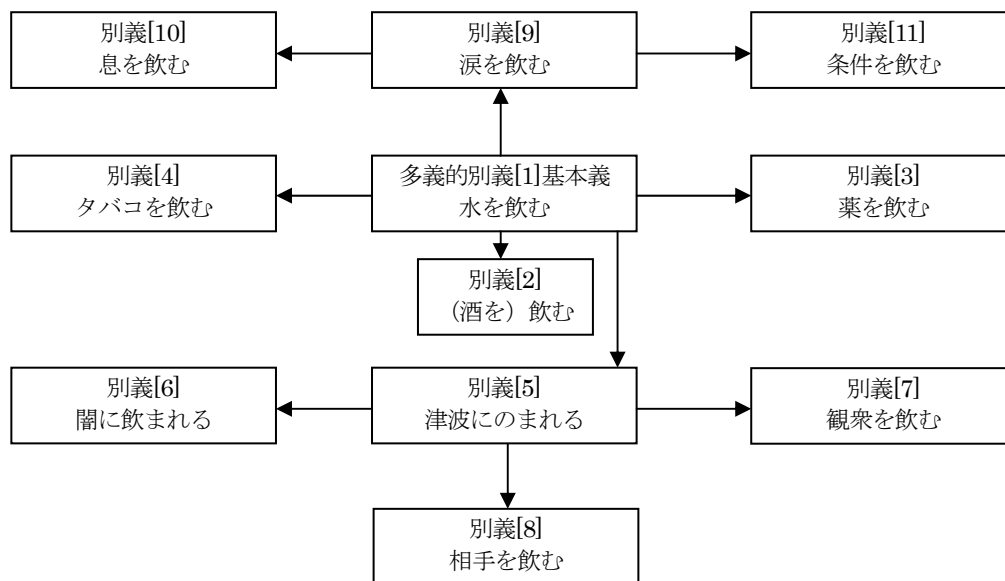 別義[10]
息を飲む
別義[9]
涙を飲む
別義[11]
条件を飲む
別義[4]
タバコを飲む
多義的別義[1]基本義
水を飲む
別義[3]
薬を飲む
別義[2]
（酒を）飲む
別義[6]
闇に飲まれる
別義[5]
津波にのまれる
別義[7]
観衆を飲む
別義[8]
相手を飲む